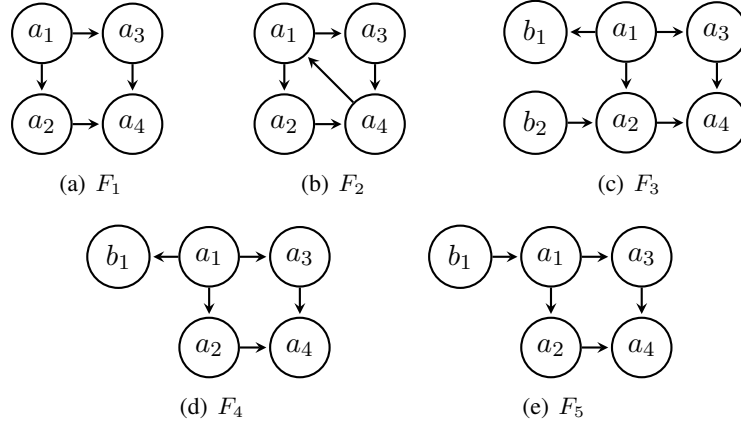 a₁ a₃ a₁ a₃ b₁ a₁ a₃
a₂ a₄ a₂ a₄ b₂ a₂ a₄
(a) F₁ (b) F₂ (c) F₃
b₁ a₁ a₃ b₁ a₁ a₃
a₂ a₄ a₂ a₄
(d) F₄ (e) F₅